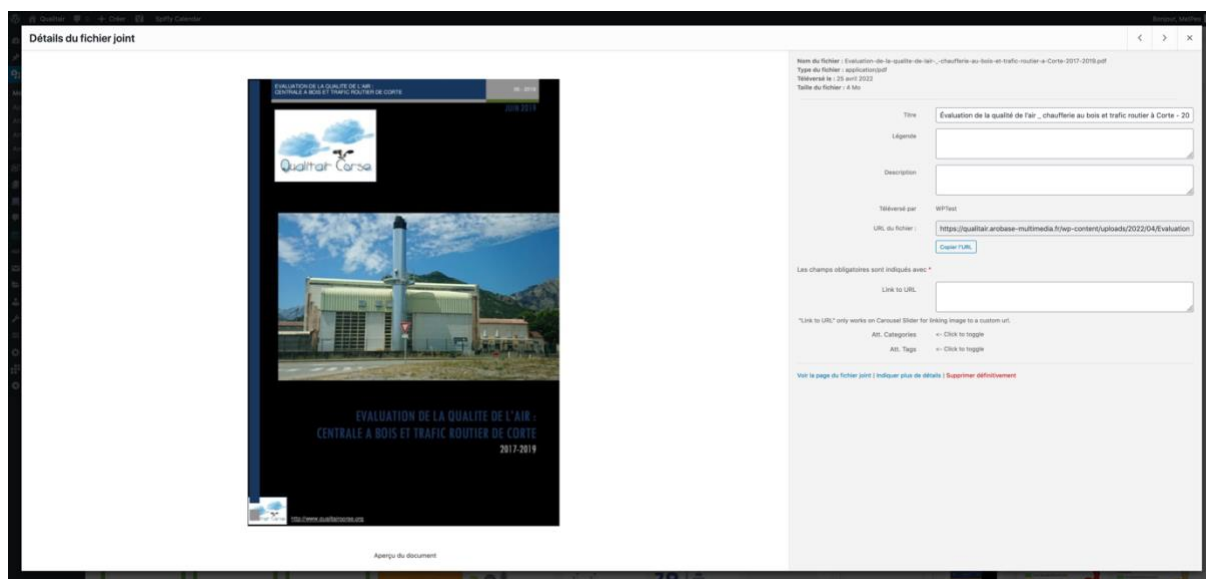 Qualitair
Créer
Spiffy Calendar
Bonjour,
Détails du fichier joint
EVALUATION DE LA QUALITE DE L'AIR :
CENTRALE A BOIS ET TRAFIC ROUTIER DE CORTE
JUIN 2019
Qualitair Corse
EVALUATION DE LA QUALITE DE L'AIR :
CENTRALE A BOIS ET TRAFIC ROUTIER DE CORTE
2017-2019
http://www.qualitaircorse.org
Aperçu du document
Nom du fichier : Evaluation-de-la-qualite-de-lair-_-chaufferie-au-bois-et-trafic-routier-a-Corte-2017-2019.pdf
Type du fichier : application/pdf
Téléversé le : 25 avril 2022
Taille du fichier : 4 Mo
Titre
Évaluation de la qualité de l'air _ chaufferie au bois et trafic routier à Corte - 20
Légende
Description
Téléversé par WPTest
URL du fichier :
https://qualitair.arobase-multimedia.fr/wp-content/uploads/2022/04/Evaluation
Copier l'URL
Les champs obligatoires sont indiqués avec *
Link to URL
"Link to URL" only works on Carousel Slider for linking image to a custom url.
Att. Categories <- Click to toggle
Att. Tags <- Click to toggle
Voir la page du fichier joint | Indiquer plus de détails | Supprimer définitivement